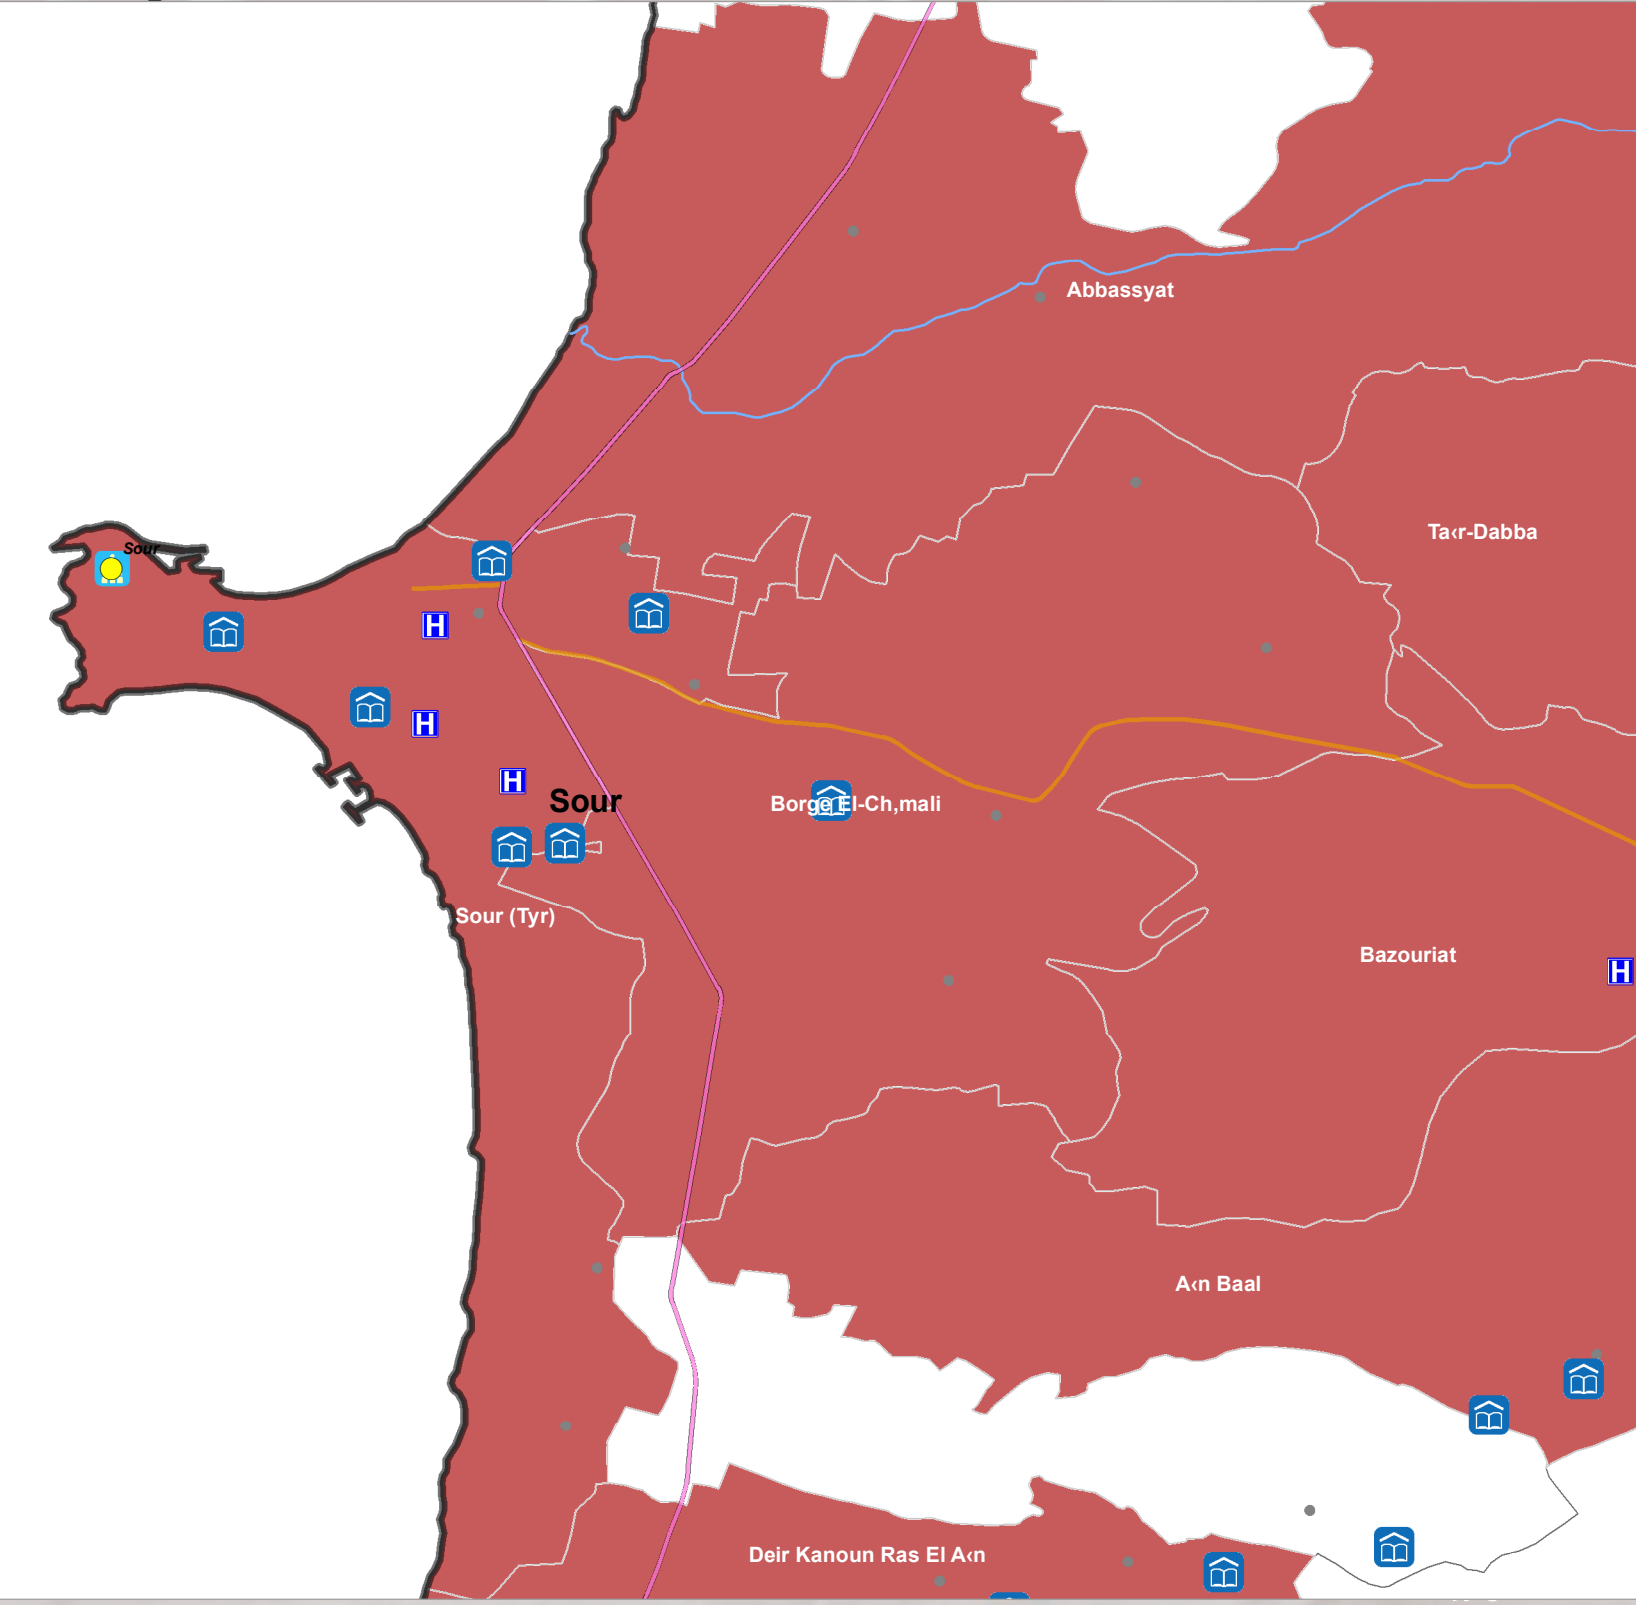 Abbassyat
Ta‹r-Dabba
Sour
H
H
H
Sour
Borge El-Ch,mali
Sour (Tyr)
Bazouriat
H
A‹n Baal
Deir Kanoun Ras El A‹n